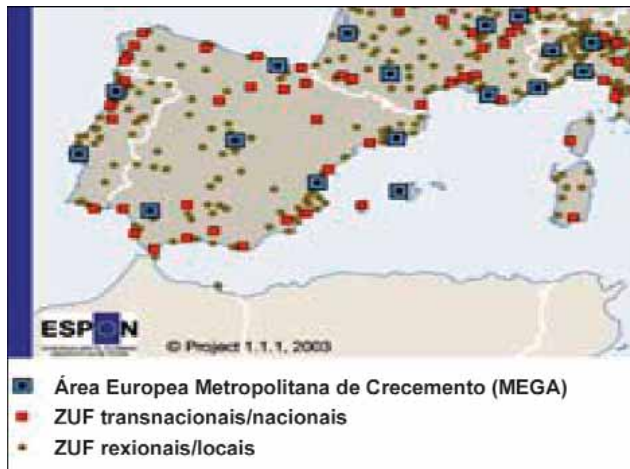 ESPON
© Project 1.1.1, 2003
Área Europea Metropolitana de Crecemento (MEGA)
ZUF transnacionais/nacionais
ZUF rexionais/locais